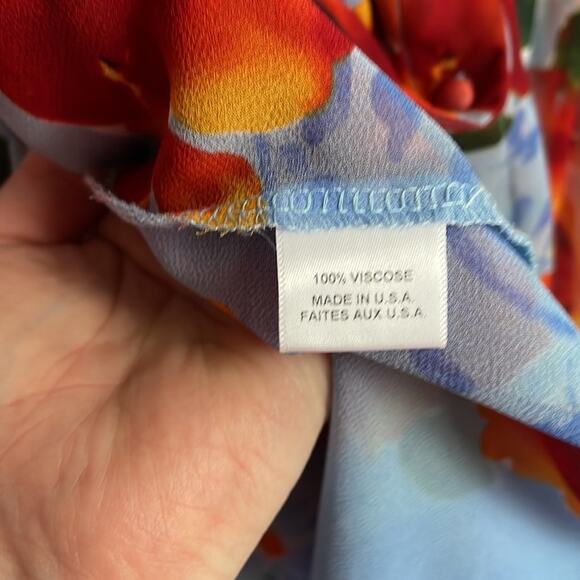 100% VISCOSE
MADE IN U.S.A.
FAITES AUX U.S.A.